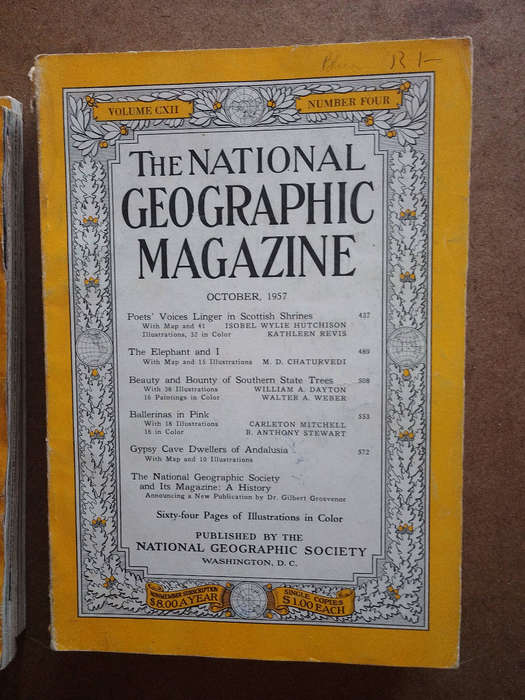 VOLUME CXII
NUMBER FOUR
THE NATIONAL
GEOGRAPHIC
MAGAZINE
OCTOBER, 1957
Poets' Voices Linger in Scottish Shrines 437
With Map and 41 ISOBEL WYLIE HUTCHISON
Illustrations, 32 in Color KATHLEEN REVIS
The Elephant and I 489
With Map and 15 Illustrations M. D. CHATURVEDI
Beauty and Bounty of Southern State Trees 508
With 36 Illustrations WILLIAM A. DAYTON
16 Paintings in Color WALTER A. WEBER
Ballerinas in Pink 553
With 18 Illustrations CARLETON MITCHELL
16 in Color B. ANTHONY STEWART
Gypsy Cave Dwellers of Andalusia 572
With Map and 10 Illustrations
The National Geographic Society
and Its Magazine: A History
Announcing a New Publication by Dr. Gilbert Grosvenor
Sixty-four Pages of Illustrations in Color
PUBLISHED BY THE
NATIONAL GEOGRAPHIC SOCIETY
WASHINGTON, D. C.
NONMEMBER SUBSCRIPTION
$8.00 A YEAR
SINGLE COPIES
$1.00 EACH